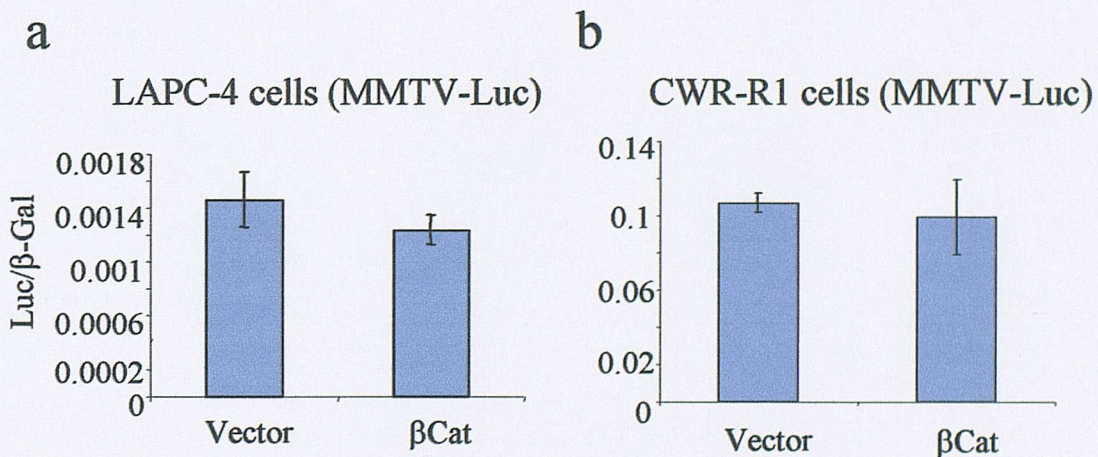 a
LAPC-4 cells (MMTV-Luc)
Luc/β-Gal
0.0018
0.0014
0.001
0.0006
0.0002
0
Vector βCat
b
CWR-R1 cells (MMTV-Luc)
0.14
0.1
0.06
0.02
0
Vector βCat